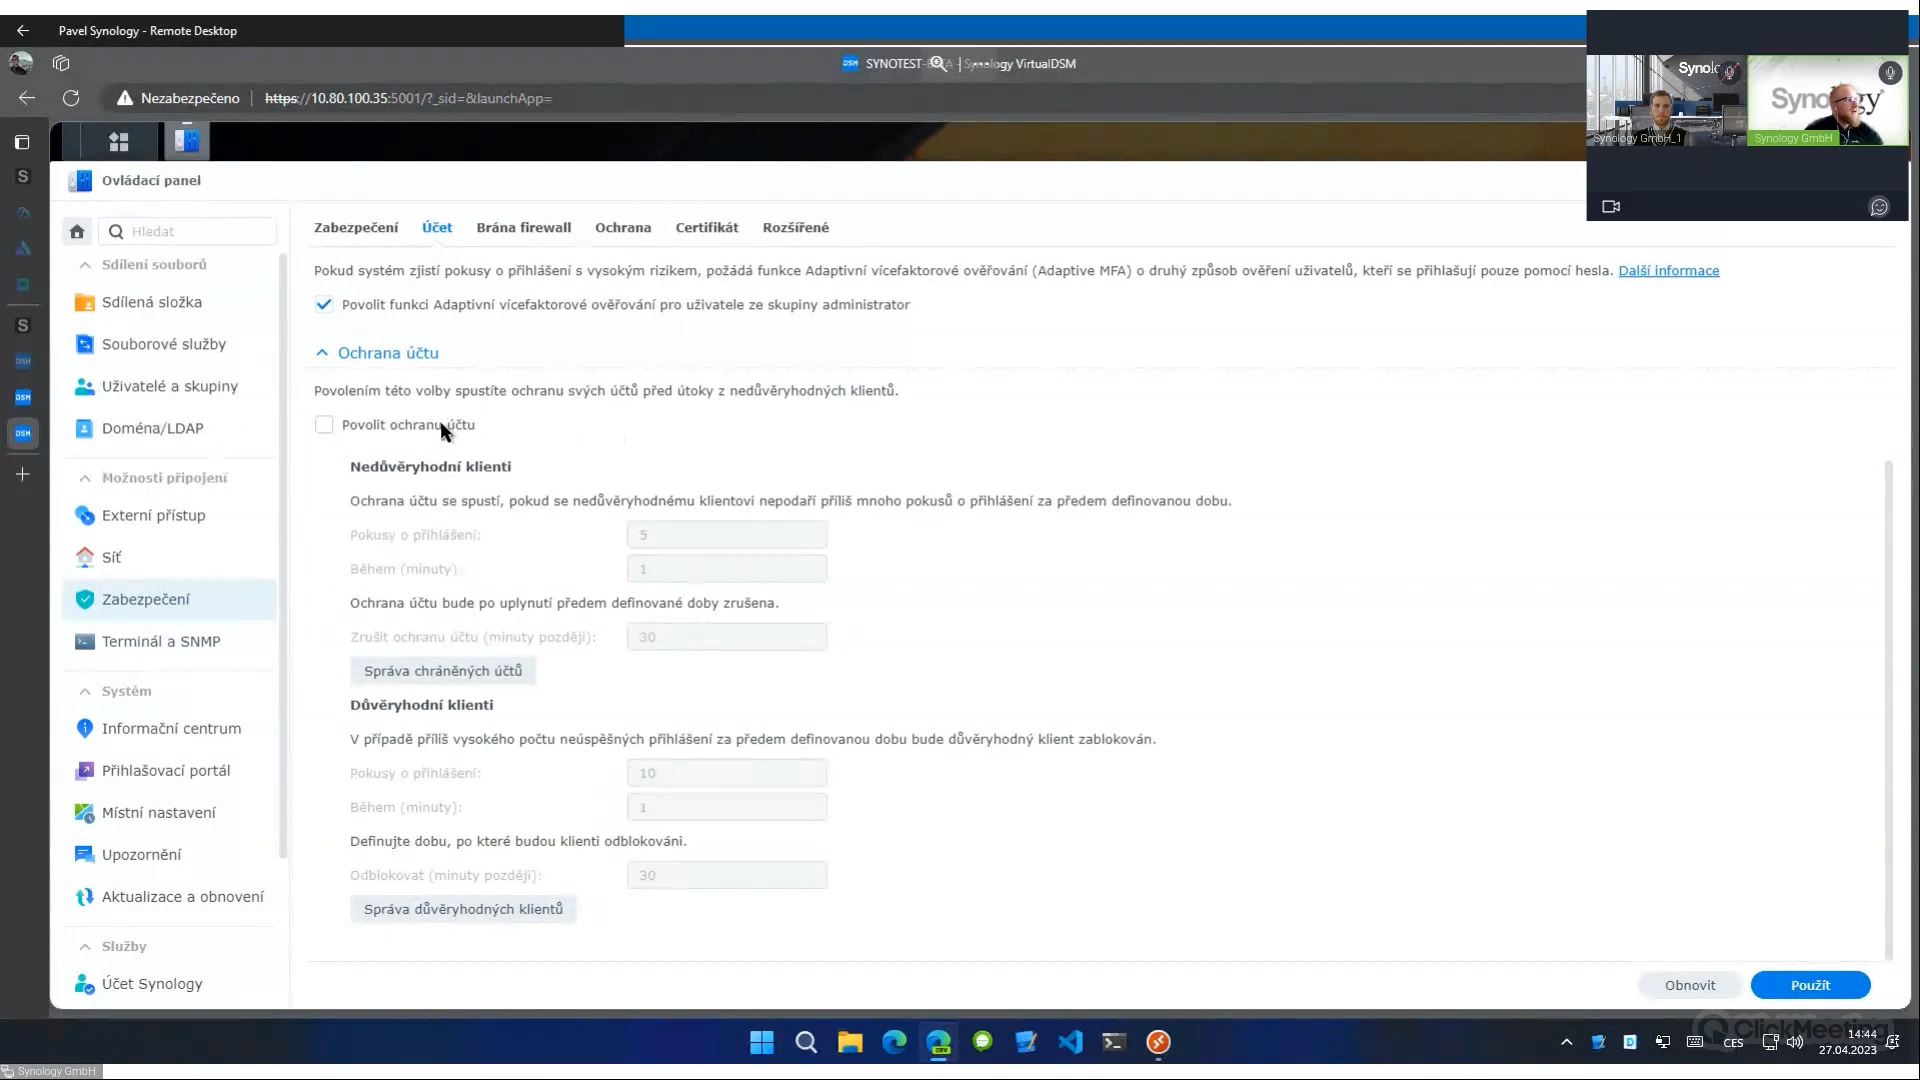 Pavel Synology - Remote Desktop
SYNOTEST- | Synology VirtualDSM
Nezabezpečeno
https://10.80.100.35:5001/?_sid=&launchApp=
Synology
Synology GmbH_1
Synology GmbH
Ovládací panel
Hledat
Sdílení souborů
Sdílená složka
Souborové služby
Uživatelé a skupiny
Doména/LDAP
Možnosti připojení
Externí přístup
Síť
Zabezpečení
Terminál a SNMP
Systém
Informační centrum
Přihlašovací portál
Místní nastavení
Upozornění
Aktualizace a obnovení
Služby
Účet Synology
Zabezpečení Účet Brána firewall Ochrana Certifikát Rozšířené
Pokud systém zjistí pokusy o přihlášení s vysokým rizikem, požádá funkce Adaptivní vícefaktorové ověřování (Adaptive MFA) o druhý způsob ověření uživatelů, kteří se přihlašují pouze pomocí hesla. Další informace
Povolit funkci Adaptivní vícefaktorové ověřování pro uživatele ze skupiny administrator
Ochrana účtu
Povolením této volby spustíte ochranu svých účtů před útoky z nedůvěryhodných klientů.
Povolit ochranu účtu
Nedůvěryhodní klienti
Ochrana účtu se spustí, pokud se nedůvěryhodnému klientovi nepodaří příliš mnoho pokusů o přihlášení za předem definovanou dobu.
Pokusy o přihlášení: 5
Během (minuty): 1
Ochrana účtu bude po uplynutí předem definované doby zrušena.
Zrušit ochranu účtu (minuty později): 30
Správa chráněných účtů
Důvěryhodní klienti
V případě příliš vysokého počtu neúspěšných přihlášení za předem definovanou dobu bude důvěryhodný klient zablokován.
Pokusy o přihlášení: 10
Během (minuty): 1
Definujte dobu, po které budou klienti odblokováni.
Odblokovat (minuty později): 30
Správa důvěryhodných klientů
Obnovit
Použít
CES
14:44
27.04.2023
ClickMeeting
Synology GmbH